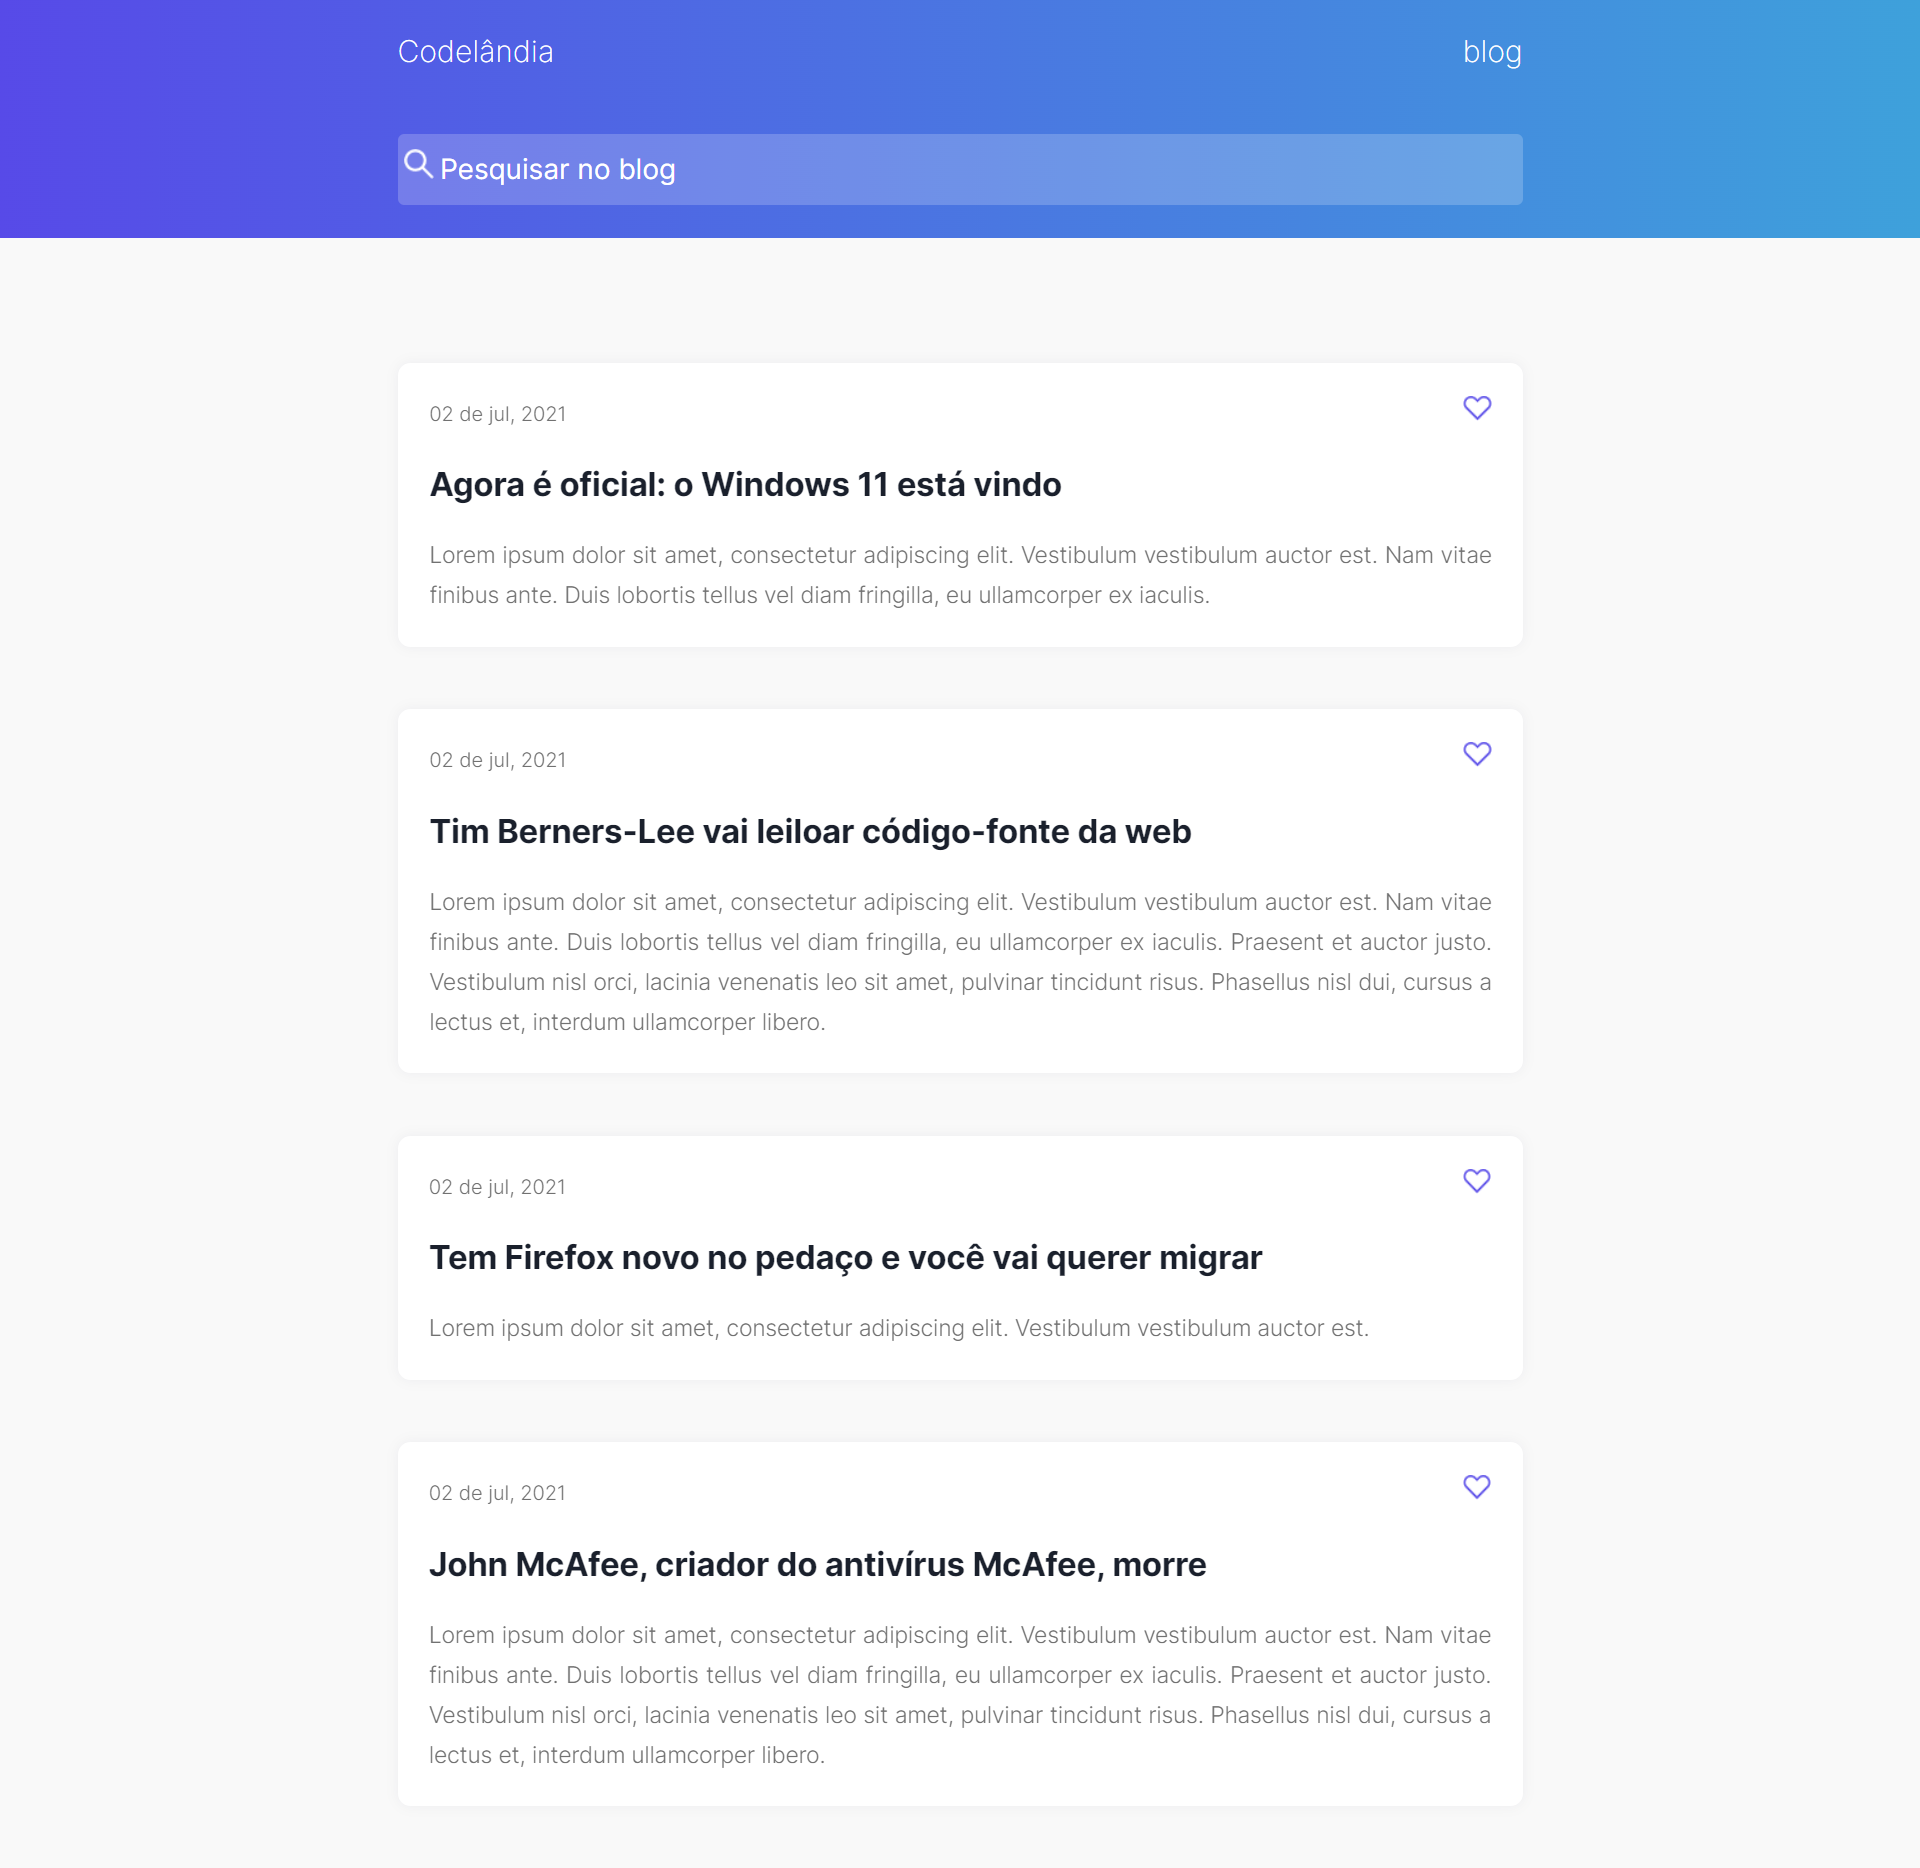 Codelândia
blog
Pesquisar no blog
02 de jul, 2021
Agora é oficial: o Windows 11 está vindo
Lorem ipsum dolor sit amet, consectetur adipiscing elit. Vestibulum vestibulum auctor est. Nam vitae
finibus ante. Duis lobortis tellus vel diam fringilla, eu ullamcorper ex iaculis.
02 de jul, 2021
Tim Berners-Lee vai leiloar código-fonte da web
Lorem ipsum dolor sit amet, consectetur adipiscing elit. Vestibulum vestibulum auctor est. Nam vitae
finibus ante. Duis lobortis tellus vel diam fringilla, eu ullamcorper ex iaculis. Praesent et auctor justo.
Vestibulum nisl orci, lacinia venenatis leo sit amet, pulvinar tincidunt risus. Phasellus nisl dui, cursus a
lectus et, interdum ullamcorper libero.
02 de jul, 2021
Tem Firefox novo no pedaço e você vai querer migrar
Lorem ipsum dolor sit amet, consectetur adipiscing elit. Vestibulum vestibulum auctor est.
02 de jul, 2021
John McAfee, criador do antivírus McAfee, morre
Lorem ipsum dolor sit amet, consectetur adipiscing elit. Vestibulum vestibulum auctor est. Nam vitae
finibus ante. Duis lobortis tellus vel diam fringilla, eu ullamcorper ex iaculis. Praesent et auctor justo.
Vestibulum nisl orci, lacinia venenatis leo sit amet, pulvinar tincidunt risus. Phasellus nisl dui, cursus a
lectus et, interdum ullamcorper libero.